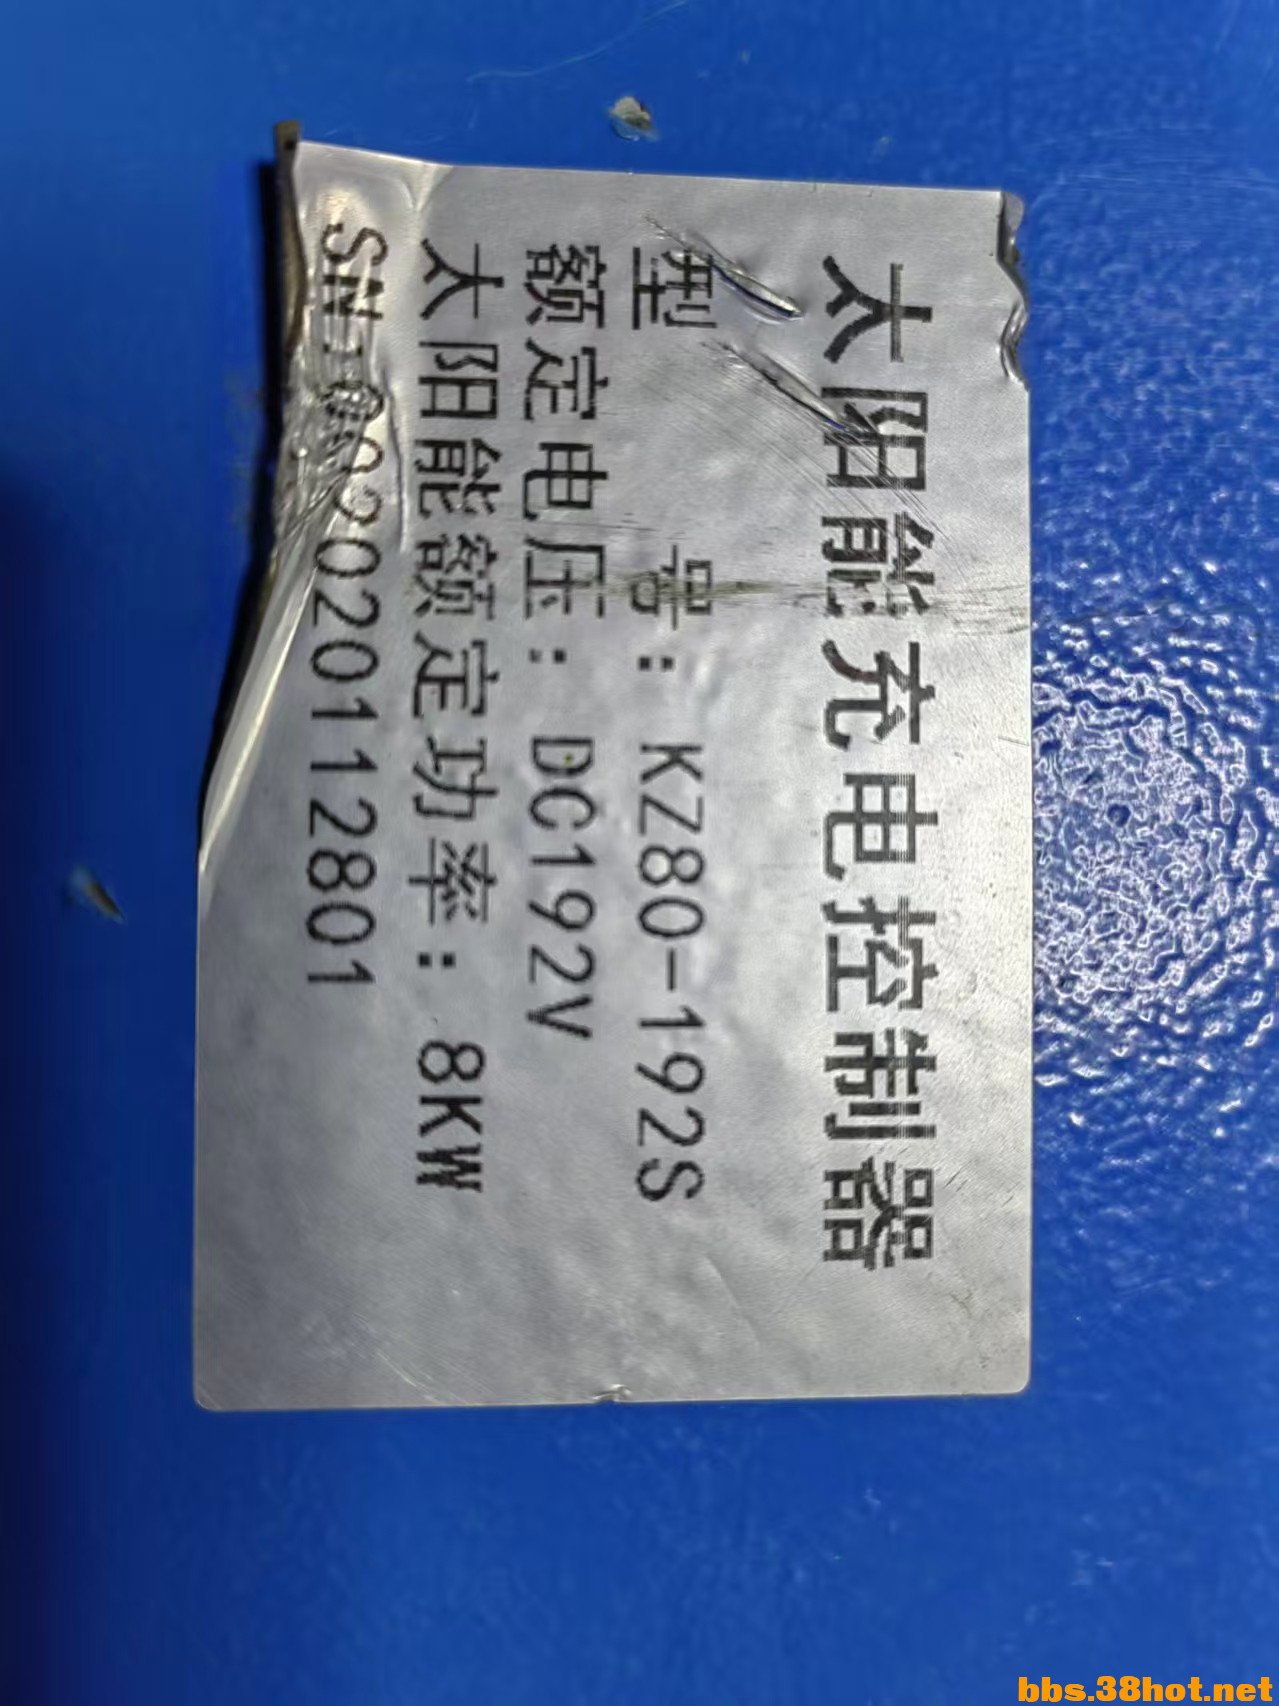 太阳能充电控制器
型 号：KZ80-192S
额定电压：DC192V
太阳能额定功率：8KW
SN:002020112801
bbs.38hot.net